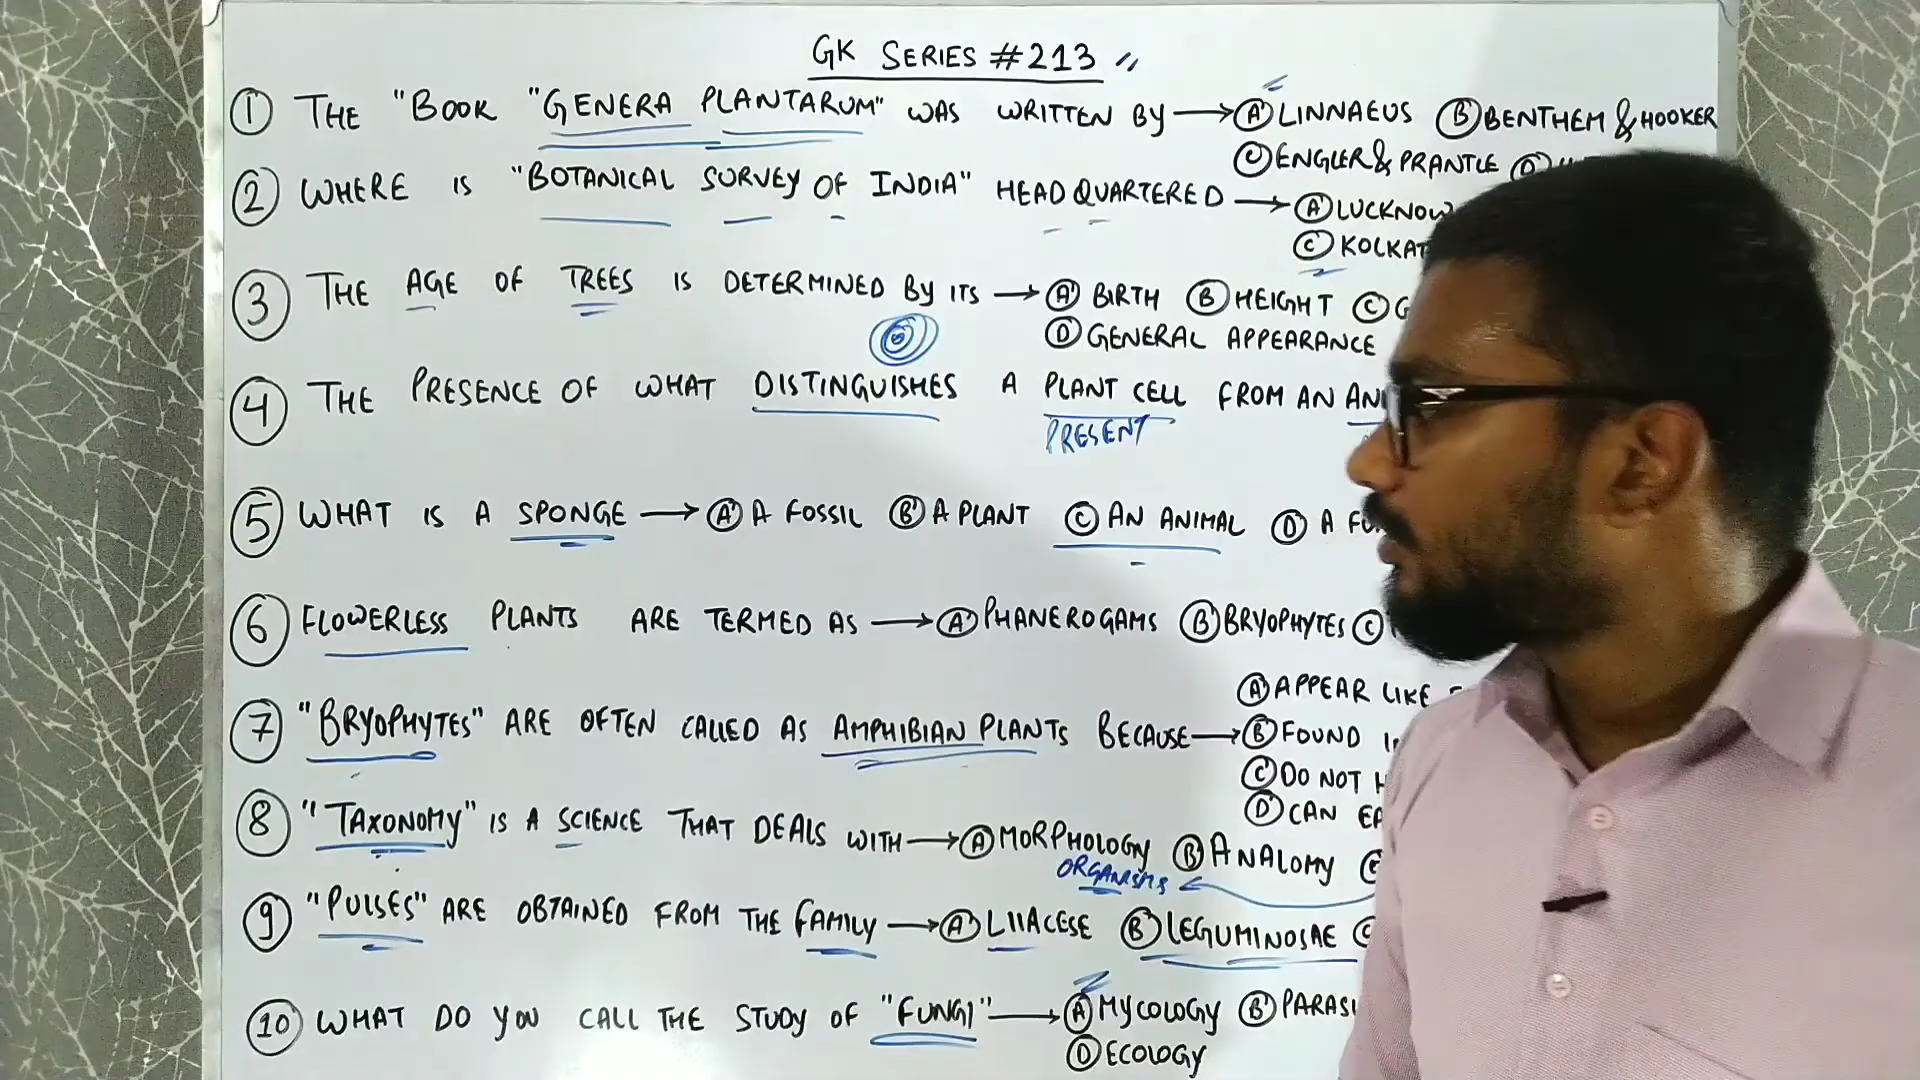 GK SERIES #213 "
① THE "BOOK "GENERA PLANTARUM" WAS WRITTEN BY → Ⓐ LINNAEUS Ⓑ BENTHEM & HOOKER
Ⓒ ENGLER & PRANTLE Ⓓ
② WHERE IS "BOTANICAL SURVEY OF INDIA" HEAD QUARTERED → Ⓐ LUCKNOW
Ⓒ KOLKAT
③ THE AGE OF TREES IS DETERMINED BY ITS → Ⓐ BIRTH Ⓑ HEIGHT Ⓒ G
Ⓓ GENERAL APPEARANCE
④ THE PRESENCE OF WHAT DISTINGUISHES A PLANT CELL FROM AN AN
PRESENT
⑤ WHAT IS A SPONGE → Ⓐ A FOSSIL Ⓑ A PLANT Ⓒ AN ANIMAL Ⓓ A FU
⑥ FLOWERLESS PLANTS ARE TERMED AS → Ⓐ PHANEROGAMS Ⓑ BRYOPHYTES Ⓒ
Ⓐ APPEAR LIKE
⑦ "BRYOPHYTES" ARE OFTEN CALLED AS AMPHIBIAN PLANTS BECAUSE → Ⓑ FOUND
Ⓒ DO NOT H
Ⓓ CAN EA
⑧ "TAXONOMY" IS A SCIENCE THAT DEALS WITH → Ⓐ MORPHOLOGY Ⓑ ANALOMY Ⓒ
ORGANISMS
⑨ "PULSES" ARE OBTAINED FROM THE FAMILY → Ⓐ LIIACESE Ⓑ LEGUMINOSAE Ⓒ
⑩ WHAT DO YOU CALL THE STUDY OF "FUNGI" → Ⓐ MYCOLOGY Ⓑ PARASI
Ⓓ ECOLOGY